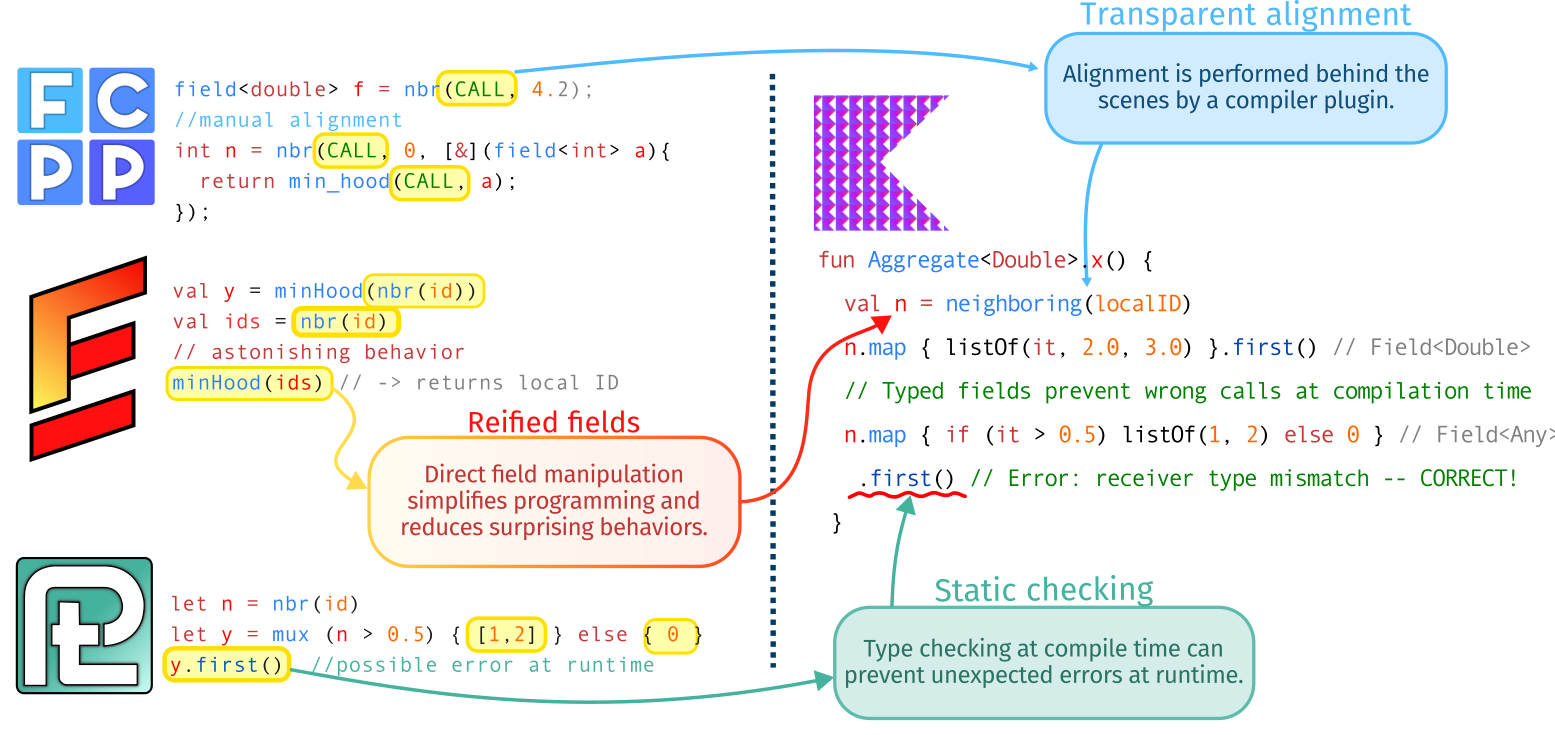 Transparent alignment
Alignment is performed behind the
scenes by a compiler plugin.
F C
P P
field<double> f = nbr(CALL, 4.2);
//manual alignment
int n = nbr(CALL, 0, [&](field<int> a){
return min_hood(CALL, a);
});
val y = minHood(nbr(id))
val ids = nbr(id)
// astonishing behavior
minHood(ids) // -> returns local ID
Reified fields
Direct field manipulation
simplifies programming and
reduces surprising behaviors.
let n = nbr(id)
let y = mux (n > 0.5) { [1,2] } else { 0 }
y.first() //possible error at runtime
fun Aggregate<Double>.x() {
val n = neighboring(localID)
n.map { listOf(it, 2.0, 3.0) }.first() // Field<Double>
// Typed fields prevent wrong calls at compilation time
n.map { if (it > 0.5) listOf(1, 2) else 0 } // Field<Any>
.first() // Error: receiver type mismatch -- CORRECT!
}
Static checking
Type checking at compile time can
prevent unexpected errors at runtime.